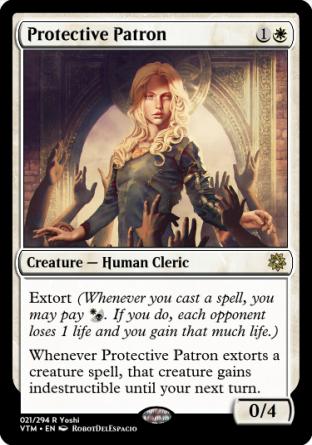 Protective Patron 1
Creature — Human Cleric
Extort (Whenever you cast a spell, you
may pay . If you do, each opponent
loses 1 life and you gain that much life.)
Whenever Protective Patron extorts a
creature spell, that creature gains
indestructible until your next turn.
0/4
021/294 R Yoshi
VTM • EN RobotDelEspacio